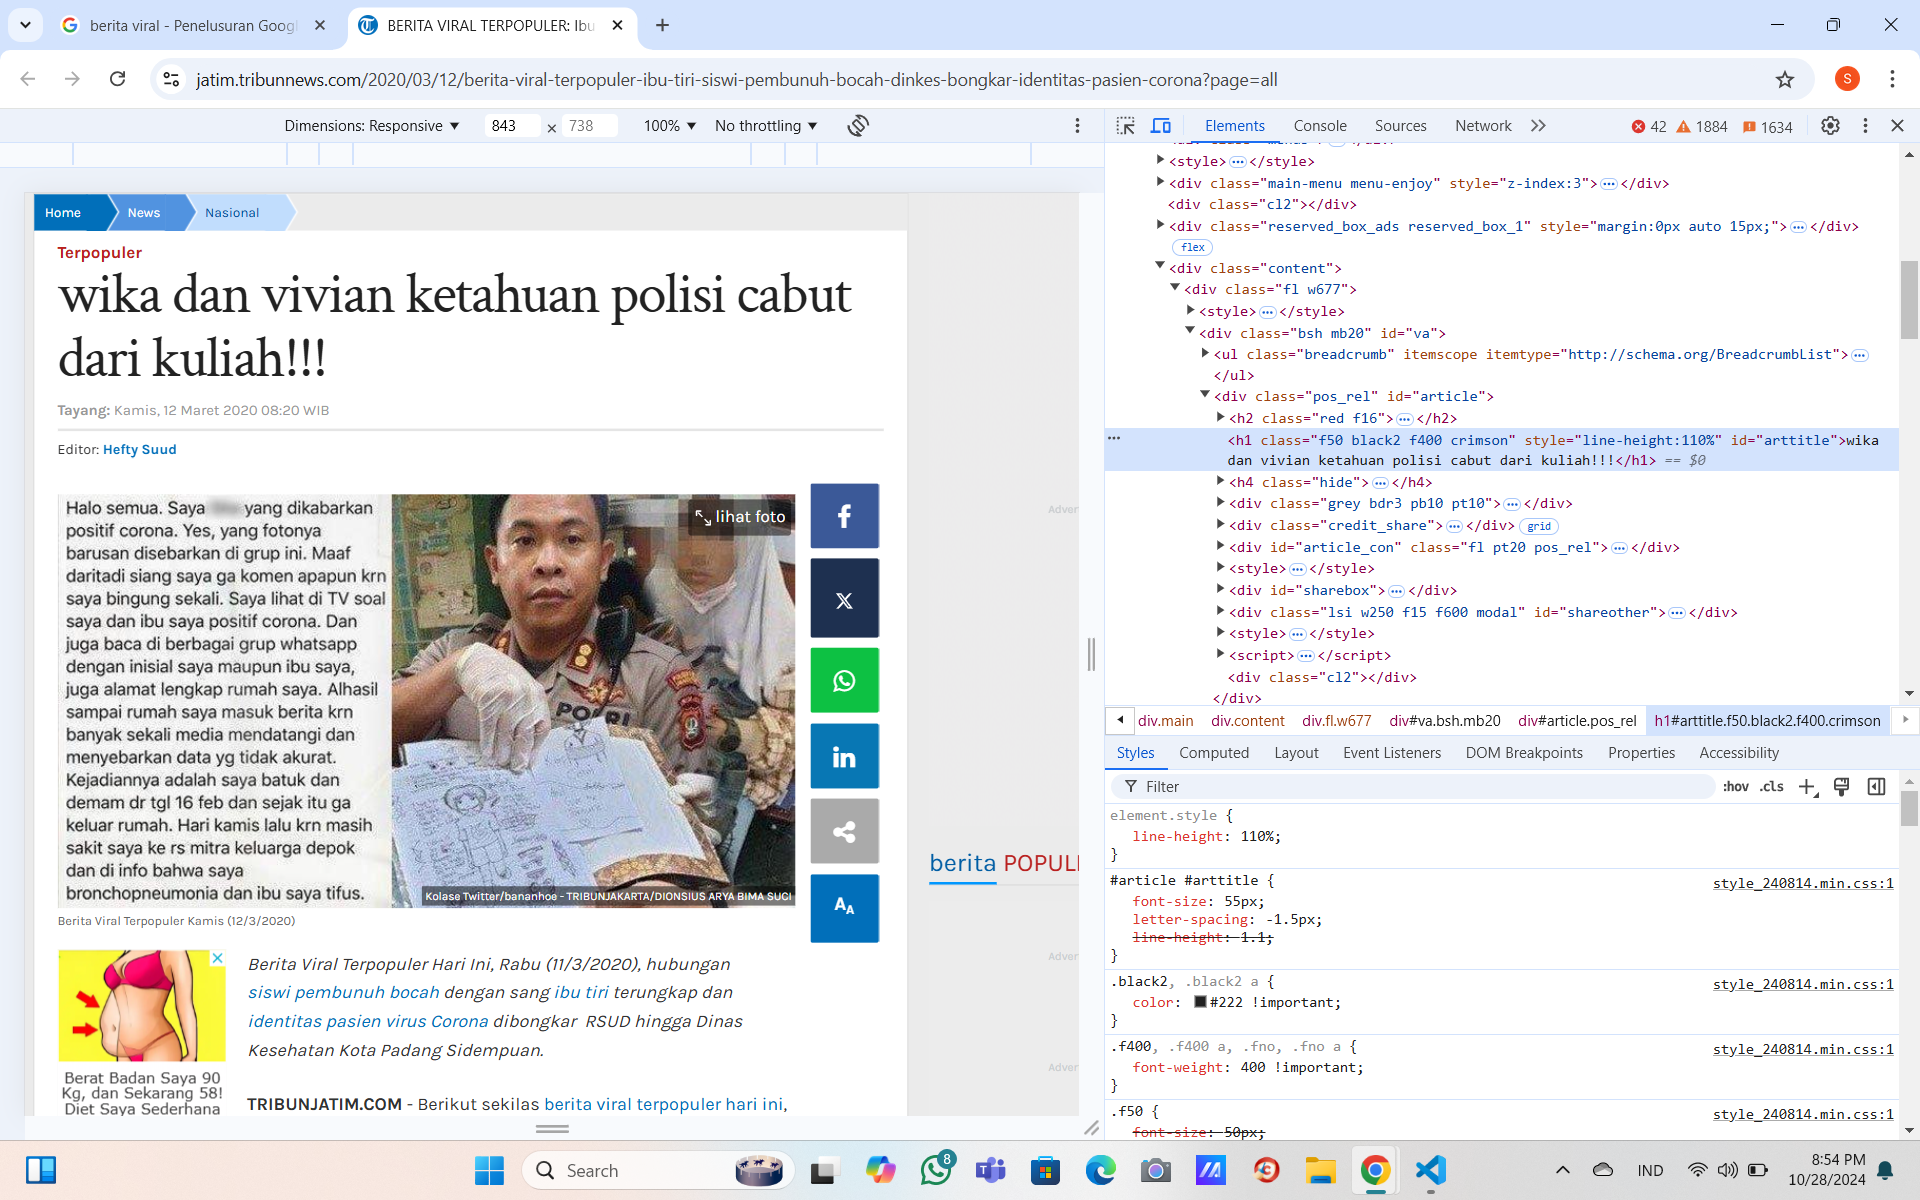 berita viral - Penelusuran Googl
BERITA VIRAL TERPOPULER: Ibu
jatim.tribunnews.com/2020/03/12/berita-viral-terpopuler-ibu-tiri-siswi-pembunuh-bocah-dinkes-bongkar-identitas-pasien-corona?page=all
S
Dimensions: Responsive 843 x 738 100% No throttling
Home News Nasional
Terpopuler
wika dan vivian ketahuan polisi cabut
dari kuliah!!!
Tayang: Kamis, 12 Maret 2020 08:20 WIB
Editor: Hefty Suud
Halo semua. Saya yang dikabarkan
positif corona. Yes, yang fotonya
barusan disebarkan di grup ini. Maaf
daritadi siang saya ga komen apapun krn
saya bingung sekali. Saya lihat di TV soal
saya dan ibu saya positif corona. Dan
juga baca di berbagai grup whatsapp
dengan inisial saya maupun ibu saya,
juga alamat lengkap rumah saya. Alhasil
sampai rumah saya masuk berita krn
banyak sekali media mendatangi dan
menyebarkan data yg tidak akurat.
Kejadiannya adalah saya batuk dan
demam dr tgl 16 feb dan sejak itu ga
keluar rumah. Hari kamis lalu krn masih
sakit saya ke rs mitra keluarga depok
dan di info bahwa saya
bronchopneumonia dan ibu saya tifus.
lihat foto
POLRI
Kolase Twitter/bananhoe - TRIBUNJAKARTA/DIONSIUS ARYA BIMA SUCI
Berita Viral Terpopuler Kamis (12/3/2020)
AA
Berat Badan Saya 90
Kg, dan Sekarang 58!
Diet Saya Sederhana
Berita Viral Terpopuler Hari Ini, Rabu (11/3/2020), hubungan
siswi pembunuh bocah dengan sang ibu tiri terungkap dan
identitas pasien virus Corona dibongkar RSUD hingga Dinas
Kesehatan Kota Padang Sidempuan.
TRIBUNJATIM.COM - Berikut sekilas berita viral terpopuler hari ini,
Adver
berita POPUL
Adver
Adver
Elements Console Sources Network 42 1884 1634
<style>…</style>
<div class="main-menu menu-enjoy" style="z-index:3">…</div>
<div class="cl2"></div>
<div class="reserved_box_ads reserved_box_1" style="margin:0px auto 15px;">…</div>
flex
<div class="content">
<div class="fl w677">
<style>…</style>
<div class="bsh mb20" id="va">
<ul class="breadcrumb" itemscope itemtype="http://schema.org/BreadcrumbList">…
</ul>
<div class="pos_rel" id="article">
<h2 class="red f16">…</h2>
<h1 class="f50 black2 f400 crimson" style="line-height:110%" id="arttitle">wika
dan vivian ketahuan polisi cabut dari kuliah!!!</h1> == $0
<h4 class="hide">…</h4>
<div class="grey bdr3 pb10 pt10">…</div>
<div class="credit_share">…</div> grid
<div id="article_con" class="fl pt20 pos_rel">…</div>
<style>…</style>
<div id="sharebox">…</div>
<div class="lsi w250 f15 f600 modal" id="shareother">…</div>
<style>…</style>
<script>…</script>
<div class="cl2"></div>
</div>
div.main div.content div.fl.w677 div#va.bsh.mb20 div#article.pos_rel h1#arttitle.f50.black2.f400.crimson
Styles Computed Layout Event Listeners DOM Breakpoints Properties Accessibility
Filter :hov .cls
element.style {
line-height: 110%;
}
#article #arttitle { style_240814.min.css:1
font-size: 55px;
letter-spacing: -1.5px;
line-height: 1.1;
}
.black2, .black2 a { style_240814.min.css:1
color: #222 !important;
}
.f400, .f400 a, .fno, .fno a { style_240814.min.css:1
font-weight: 400 !important;
}
.f50 { style_240814.min.css:1
font-size: 50px;
Search
8
IND
8:54 PM
10/28/2024